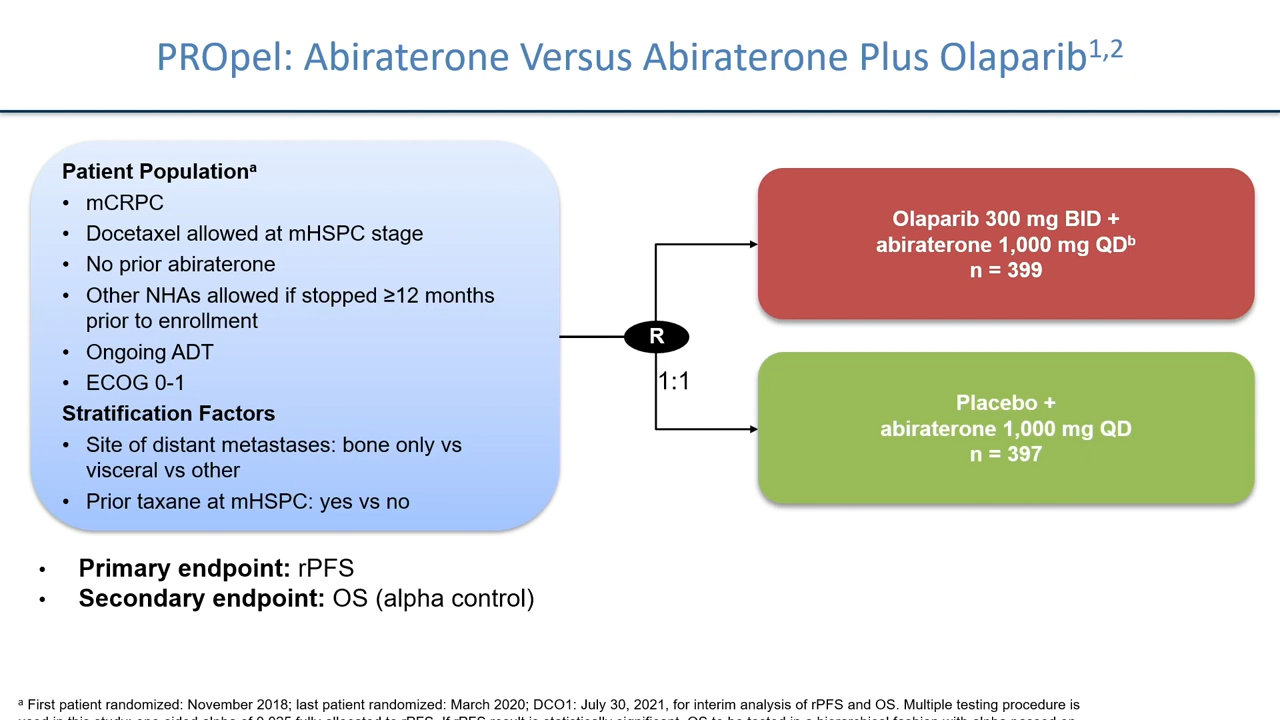 PROpel: Abiraterone Versus Abiraterone Plus Olaparib1,2
Patient Populationa
• mCRPC
• Docetaxel allowed at mHSPC stage
• No prior abiraterone
• Other NHAs allowed if stopped ≥12 months
prior to enrollment
• Ongoing ADT
• ECOG 0-1
Stratification Factors
• Site of distant metastases: bone only vs
visceral vs other
• Prior taxane at mHSPC: yes vs no
R
1:1
Olaparib 300 mg BID +
abiraterone 1,000 mg QDb
n = 399
Placebo +
abiraterone 1,000 mg QD
n = 397
• Primary endpoint: rPFS
• Secondary endpoint: OS (alpha control)
a First patient randomized: November 2018; last patient randomized: March 2020; DCO1: July 30, 2021, for interim analysis of rPFS and OS. Multiple testing procedure is